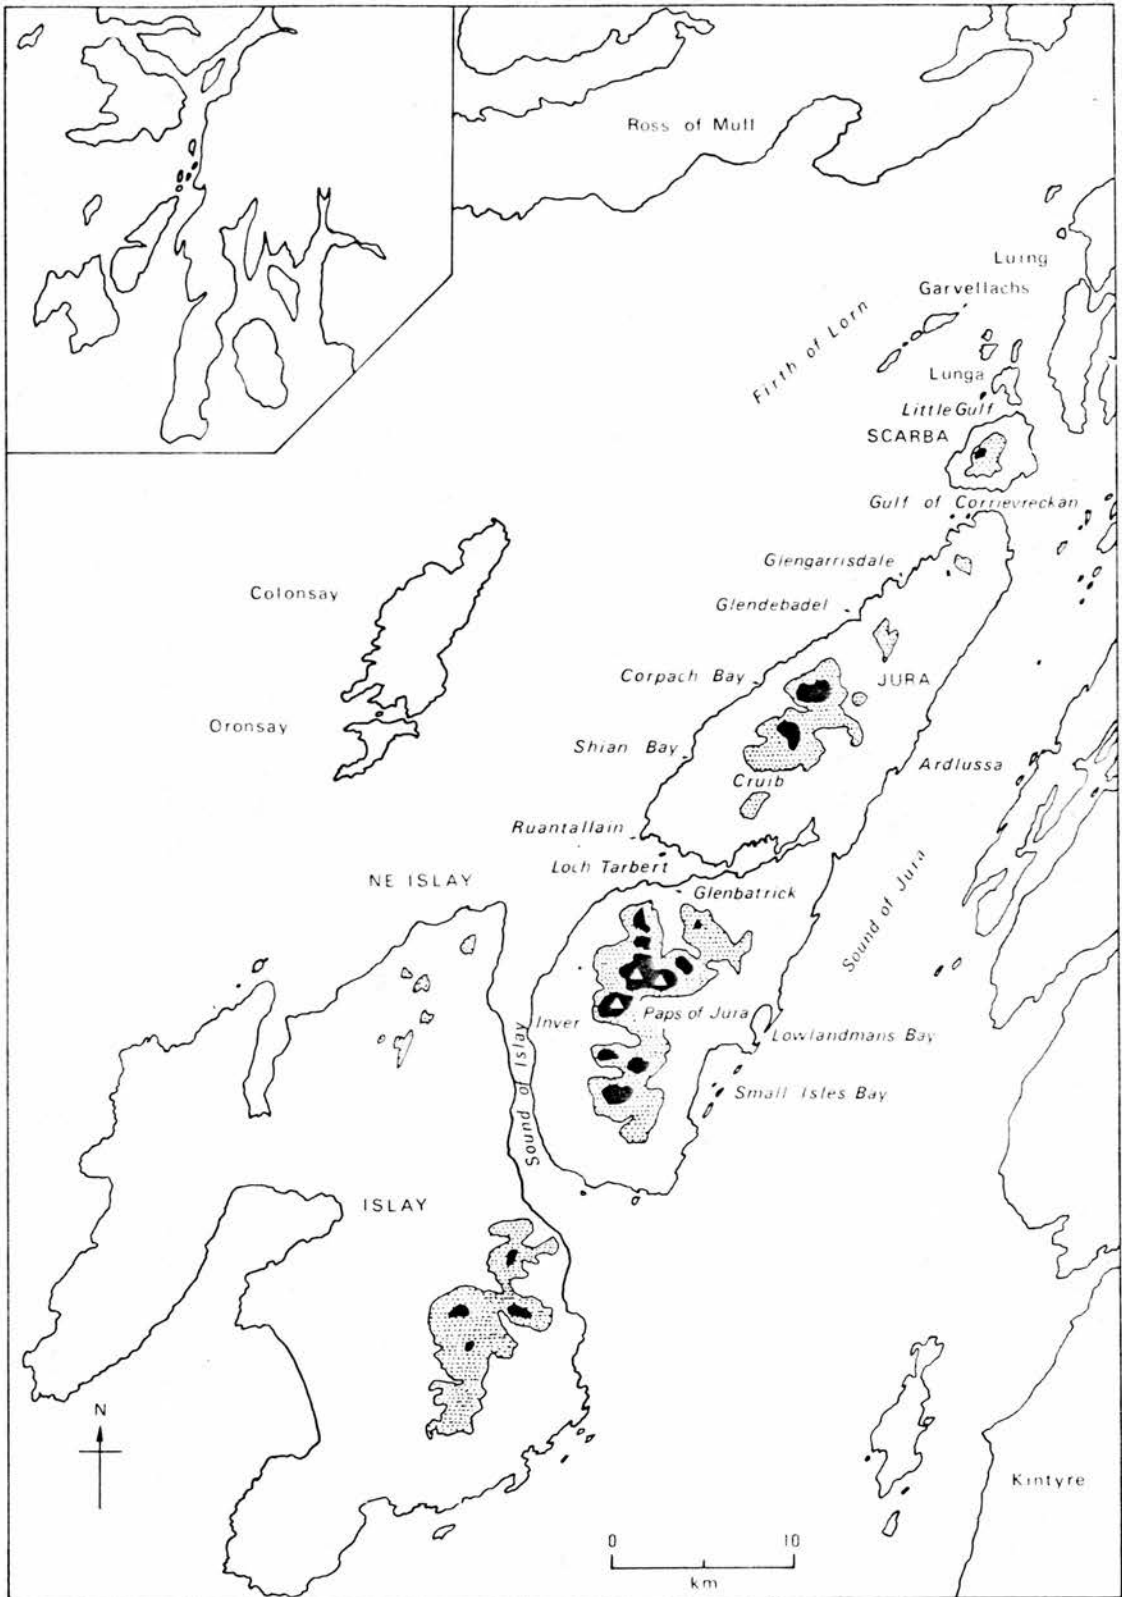 Ross of Mull
Luing
Garvellachs
Firth of Lorn
Lunga
Little Gulf
SCARBA
Gulf of Corrievreckan
Glengarrisdale
Colonsay
Glendebadel
Corpach Bay
JURA
Oronsay
Shian Bay
Ardlussa
Cruib
Ruantallain
Loch Tarbert
NE ISLAY
Glenbatrick
Sound of Jura
Inver
Paps of Jura
Lowlandmans Bay
Sound of Islay
Small Isles Bay
ISLAY
N
Kintyre
0 10
km